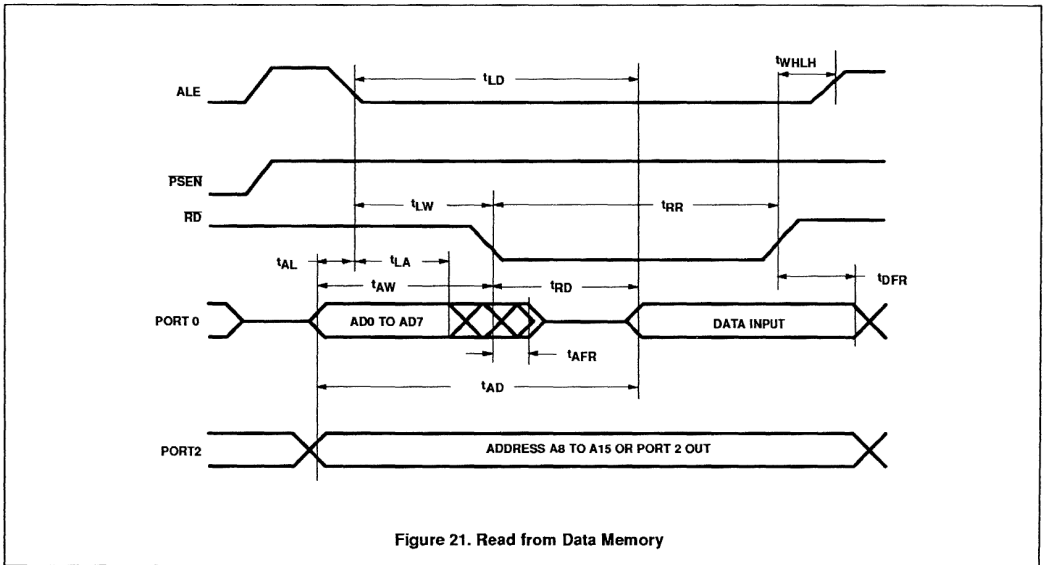 tLD
tWHLH
ALE
PSEN
tLW
tRR
RD
tAL
tLA
tAW
tRD
tDFR
PORT 0
AD0 TO AD7
DATA INPUT
tAFR
tAD
PORT2
ADDRESS A8 TO A15 OR PORT 2 OUT
Figure 21. Read from Data Memory